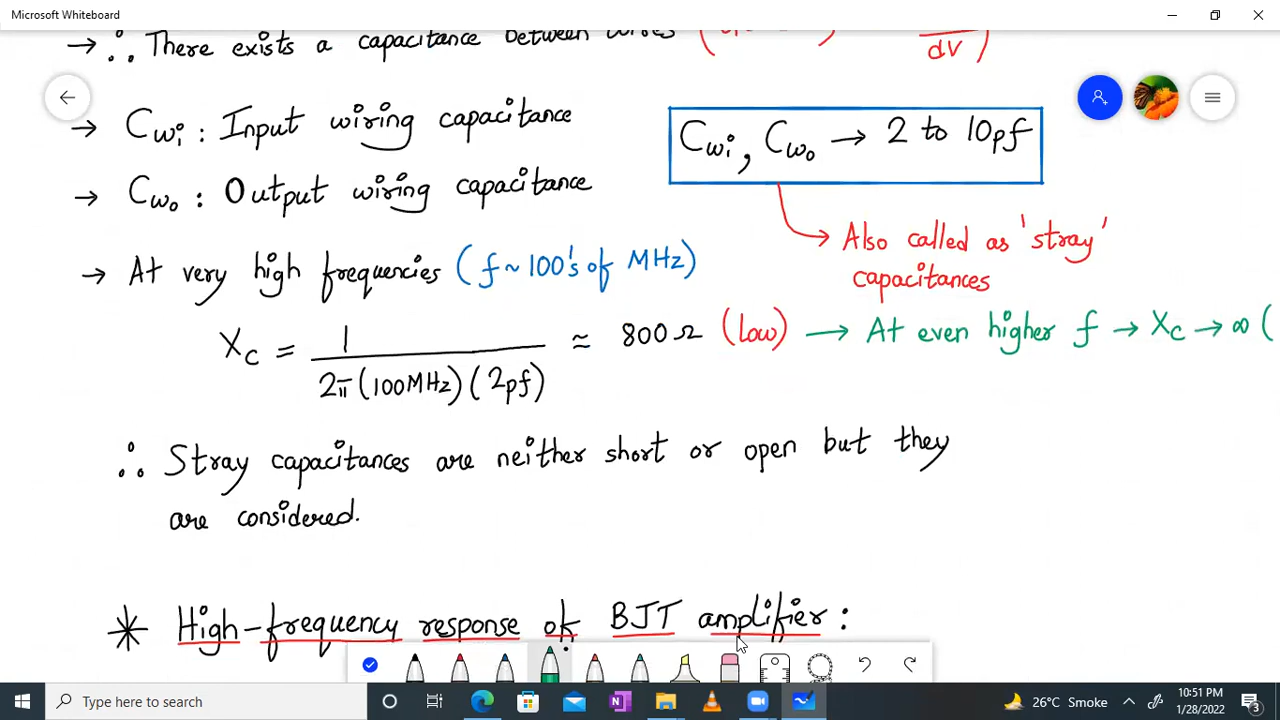 Microsoft Whiteboard
→ ∴ There exists a capacitance between wires
dV
→ Cwi : Input wiring capacitance
Cwi, Cwo → 2 to 10pf
→ Cwo : Output wiring capacitance
Also called as 'stray'
capacitances
→ At very high frequencies (f ~ 100's of MHz)
Xc = 1 / 2π(100MHz)(2pf) ≈ 800Ω (low) → At even higher f → Xc → ∞ (
∴ Stray capacitances are neither short or open but they
are considered.
* High-frequency response of BJT amplifier :
Type here to search
26°C Smoke
10:51 PM
1/28/2022
3